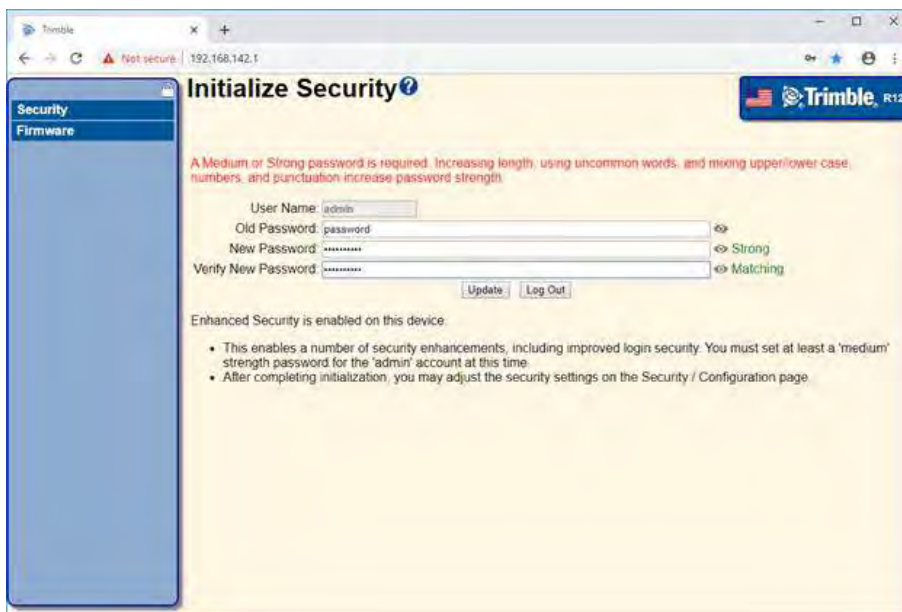 Trimble
Not secure 192.168.142.1
Security
Firmware
Initialize Security
Trimble. R12
A Medium or Strong password is required. Increasing length, using uncommon words, and mixing upper/lower case,
numbers, and punctuation increase password strength.
User Name: admin
Old Password: password
New Password: •••••••••• Strong
Verify New Password: •••••••••• Matching
Update Log Out
Enhanced Security is enabled on this device.
• This enables a number of security enhancements, including improved login security. You must set at least a 'medium'
strength password for the 'admin' account at this time.
• After completing initialization, you may adjust the security settings on the Security / Configuration page.